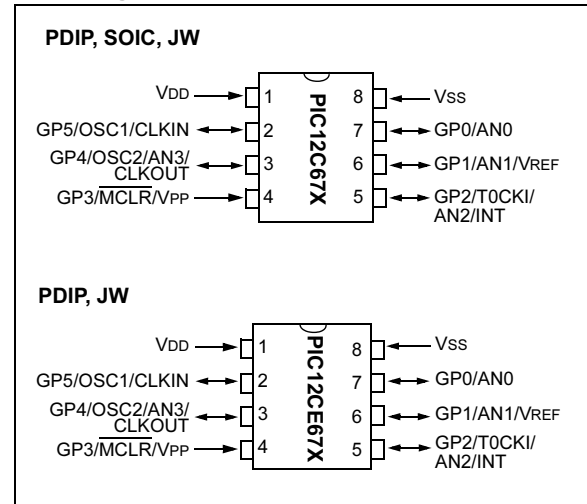 PDIP, SOIC, JW
VDD 1 8 VSS
GP5/OSC1/CLKIN 2 7 GP0/AN0
GP4/OSC2/AN3/
CLKOUT 3 6 GP1/AN1/VREF
GP3/MCLR/VPP 4 5 GP2/T0CKI/
AN2/INT
PIC12C67X
PDIP, JW
VDD 1 8 VSS
GP5/OSC1/CLKIN 2 7 GP0/AN0
GP4/OSC2/AN3/
CLKOUT 3 6 GP1/AN1/VREF
GP3/MCLR/VPP 4 5 GP2/T0CKI/
AN2/INT
PIC12CE67X